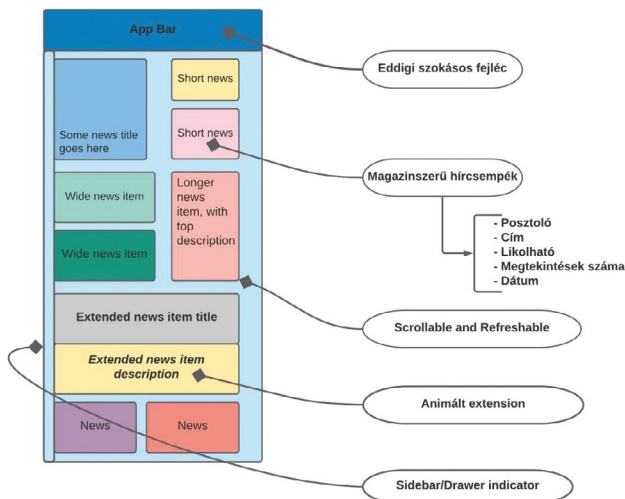 App Bar
Eddigi szokásos fejléc
Some news title
goes here
Short news
Short news
Magazinszerű hírcsempék
- Posztoló
- Cím
- Likolható
- Megtekintések száma
- Dátum
Wide news item
Longer
news
item, with
top
description
Wide news item
Scrollable and Refreshable
Extended news item title
Extended news item
description
Animált extension
News
News
Sidebar/Drawer indicator